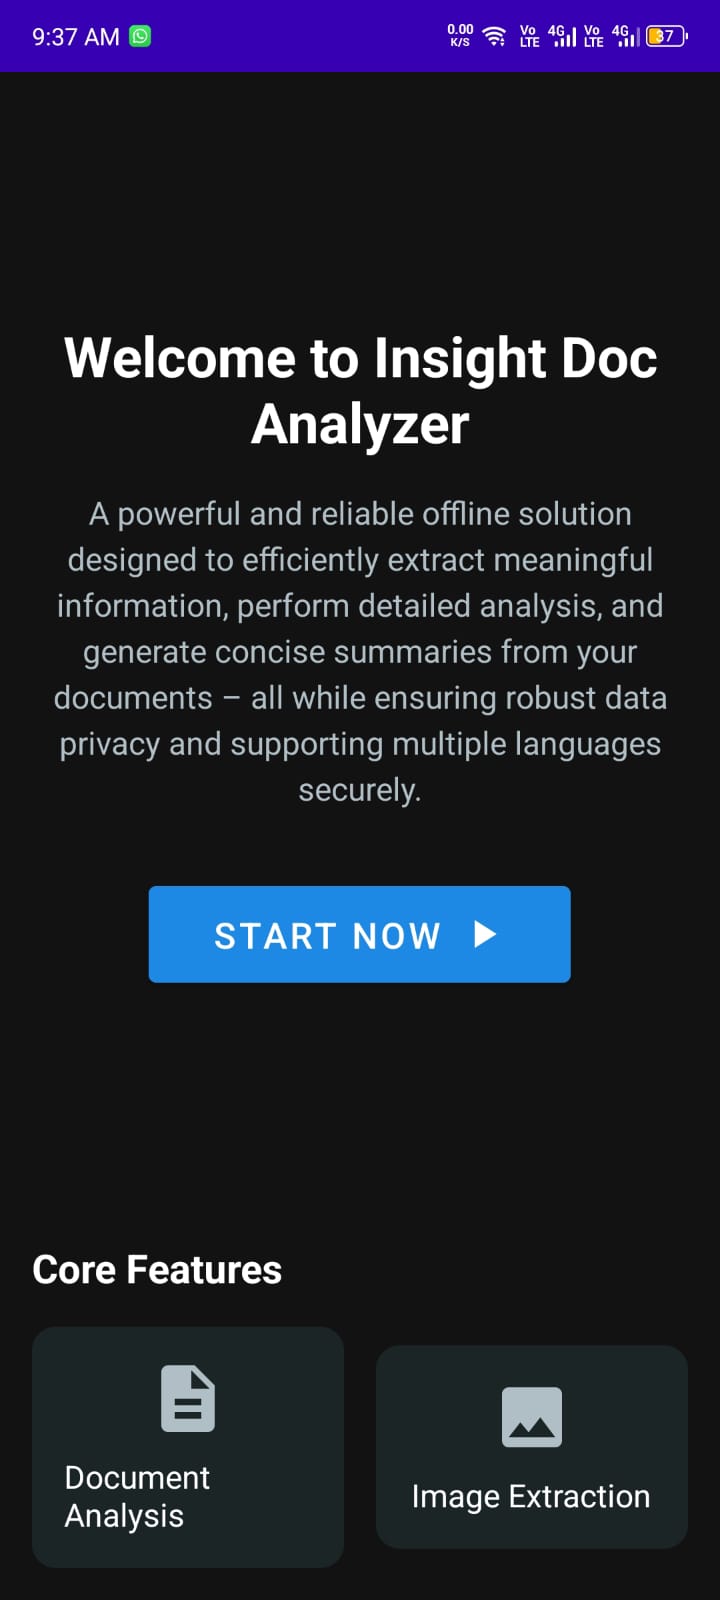 9:37 AM
0.00 K/S Vo LTE 4G Vo LTE 4G 37
Welcome to Insight Doc
Analyzer
A powerful and reliable offline solution
designed to efficiently extract meaningful
information, perform detailed analysis, and
generate concise summaries from your
documents – all while ensuring robust data
privacy and supporting multiple languages
securely.
START NOW
Core Features
Document
Analysis
Image Extraction